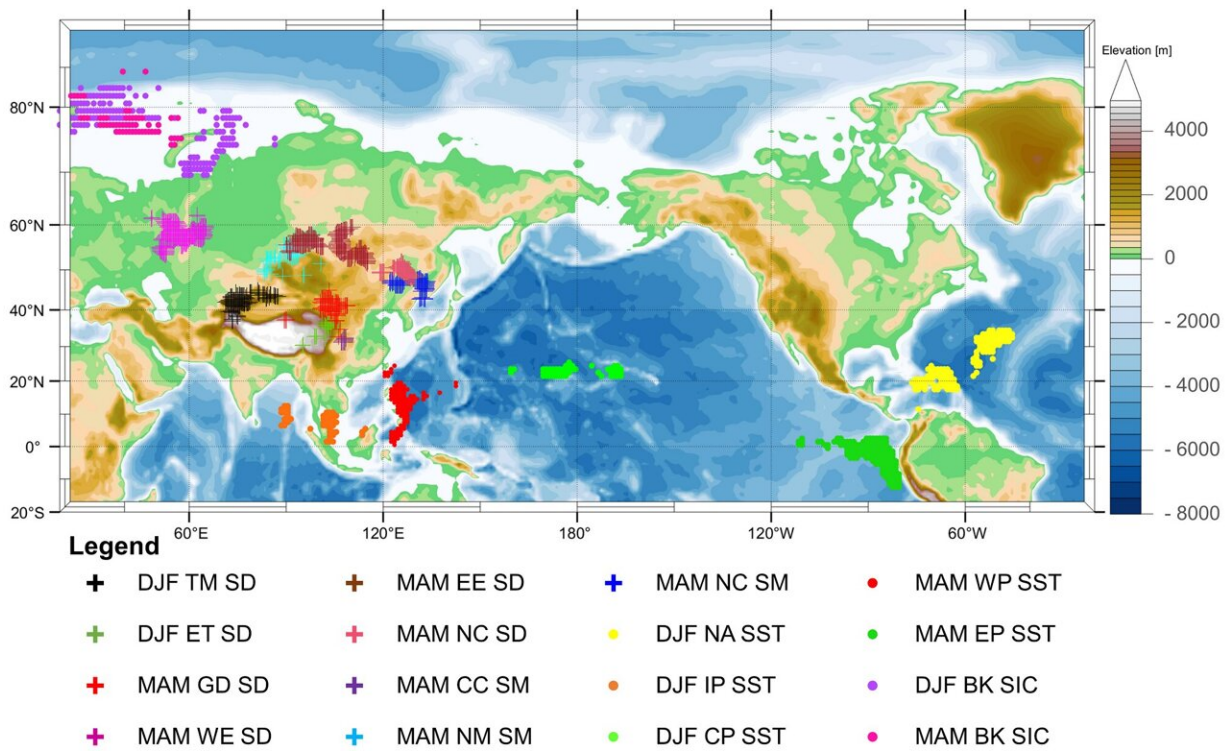 Elevation [m]
80°N
4000
2000
60°N
0
40°N
- 2000
20°N
- 4000
0°
- 6000
20°S
- 8000
60°E
120°E
180°
120°W
60°W
Legend
DJF TM SD
MAM EE SD
MAM NC SM
MAM WP SST
DJF ET SD
MAM NC SD
DJF NA SST
MAM EP SST
MAM GD SD
MAM CC SM
DJF IP SST
DJF BK SIC
MAM WE SD
MAM NM SM
DJF CP SST
MAM BK SIC